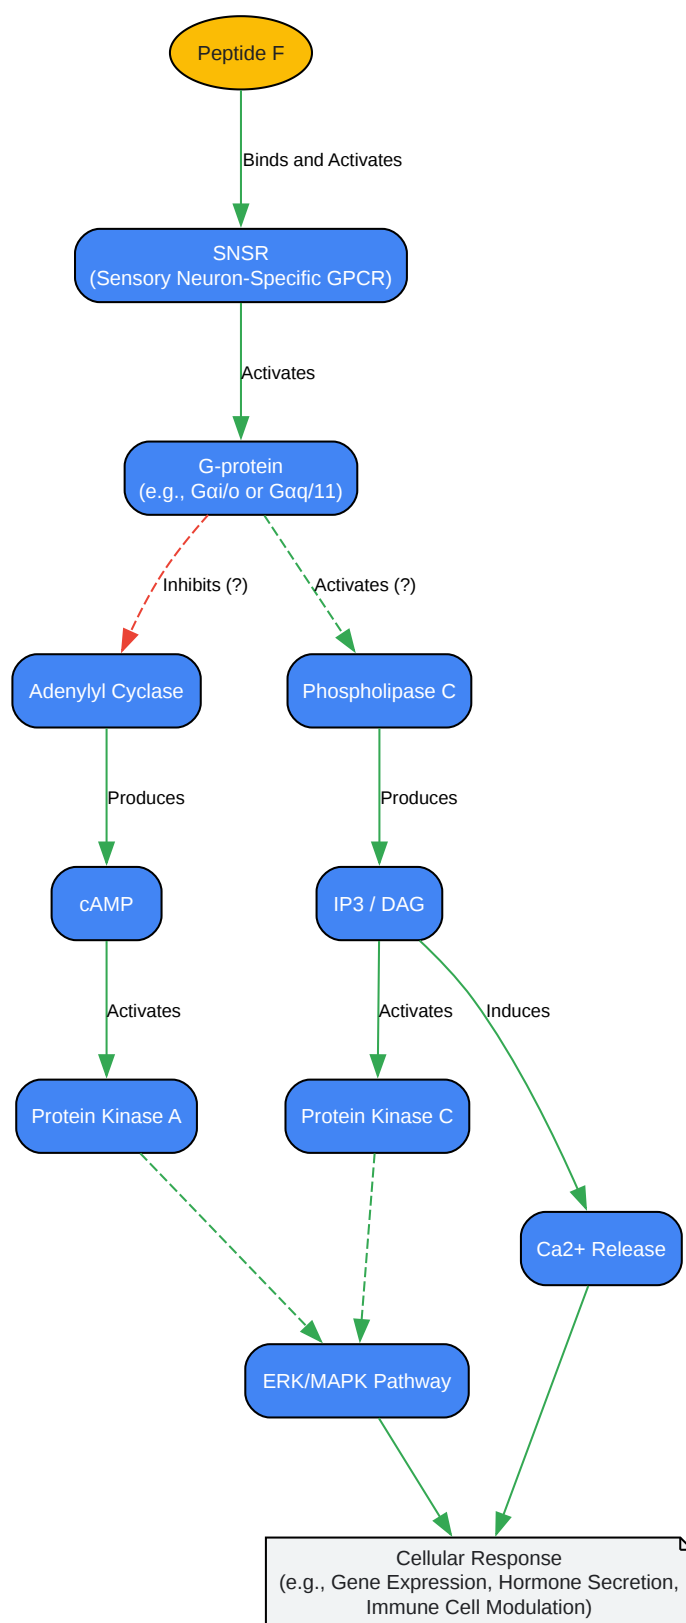 Peptide F
Binds and Activates
SNSR
(Sensory Neuron-Specific GPCR)
Activates
G-protein
(e.g., Gαi/o or Gαq/11)
Inhibits (?)
Activates (?)
Adenylyl Cyclase
Phospholipase C
Produces
Produces
cAMP
IP3 / DAG
Activates
Activates
Induces
Protein Kinase A
Protein Kinase C
Ca2+ Release
ERK/MAPK Pathway
Cellular Response
(e.g., Gene Expression, Hormone Secretion,
Immune Cell Modulation)